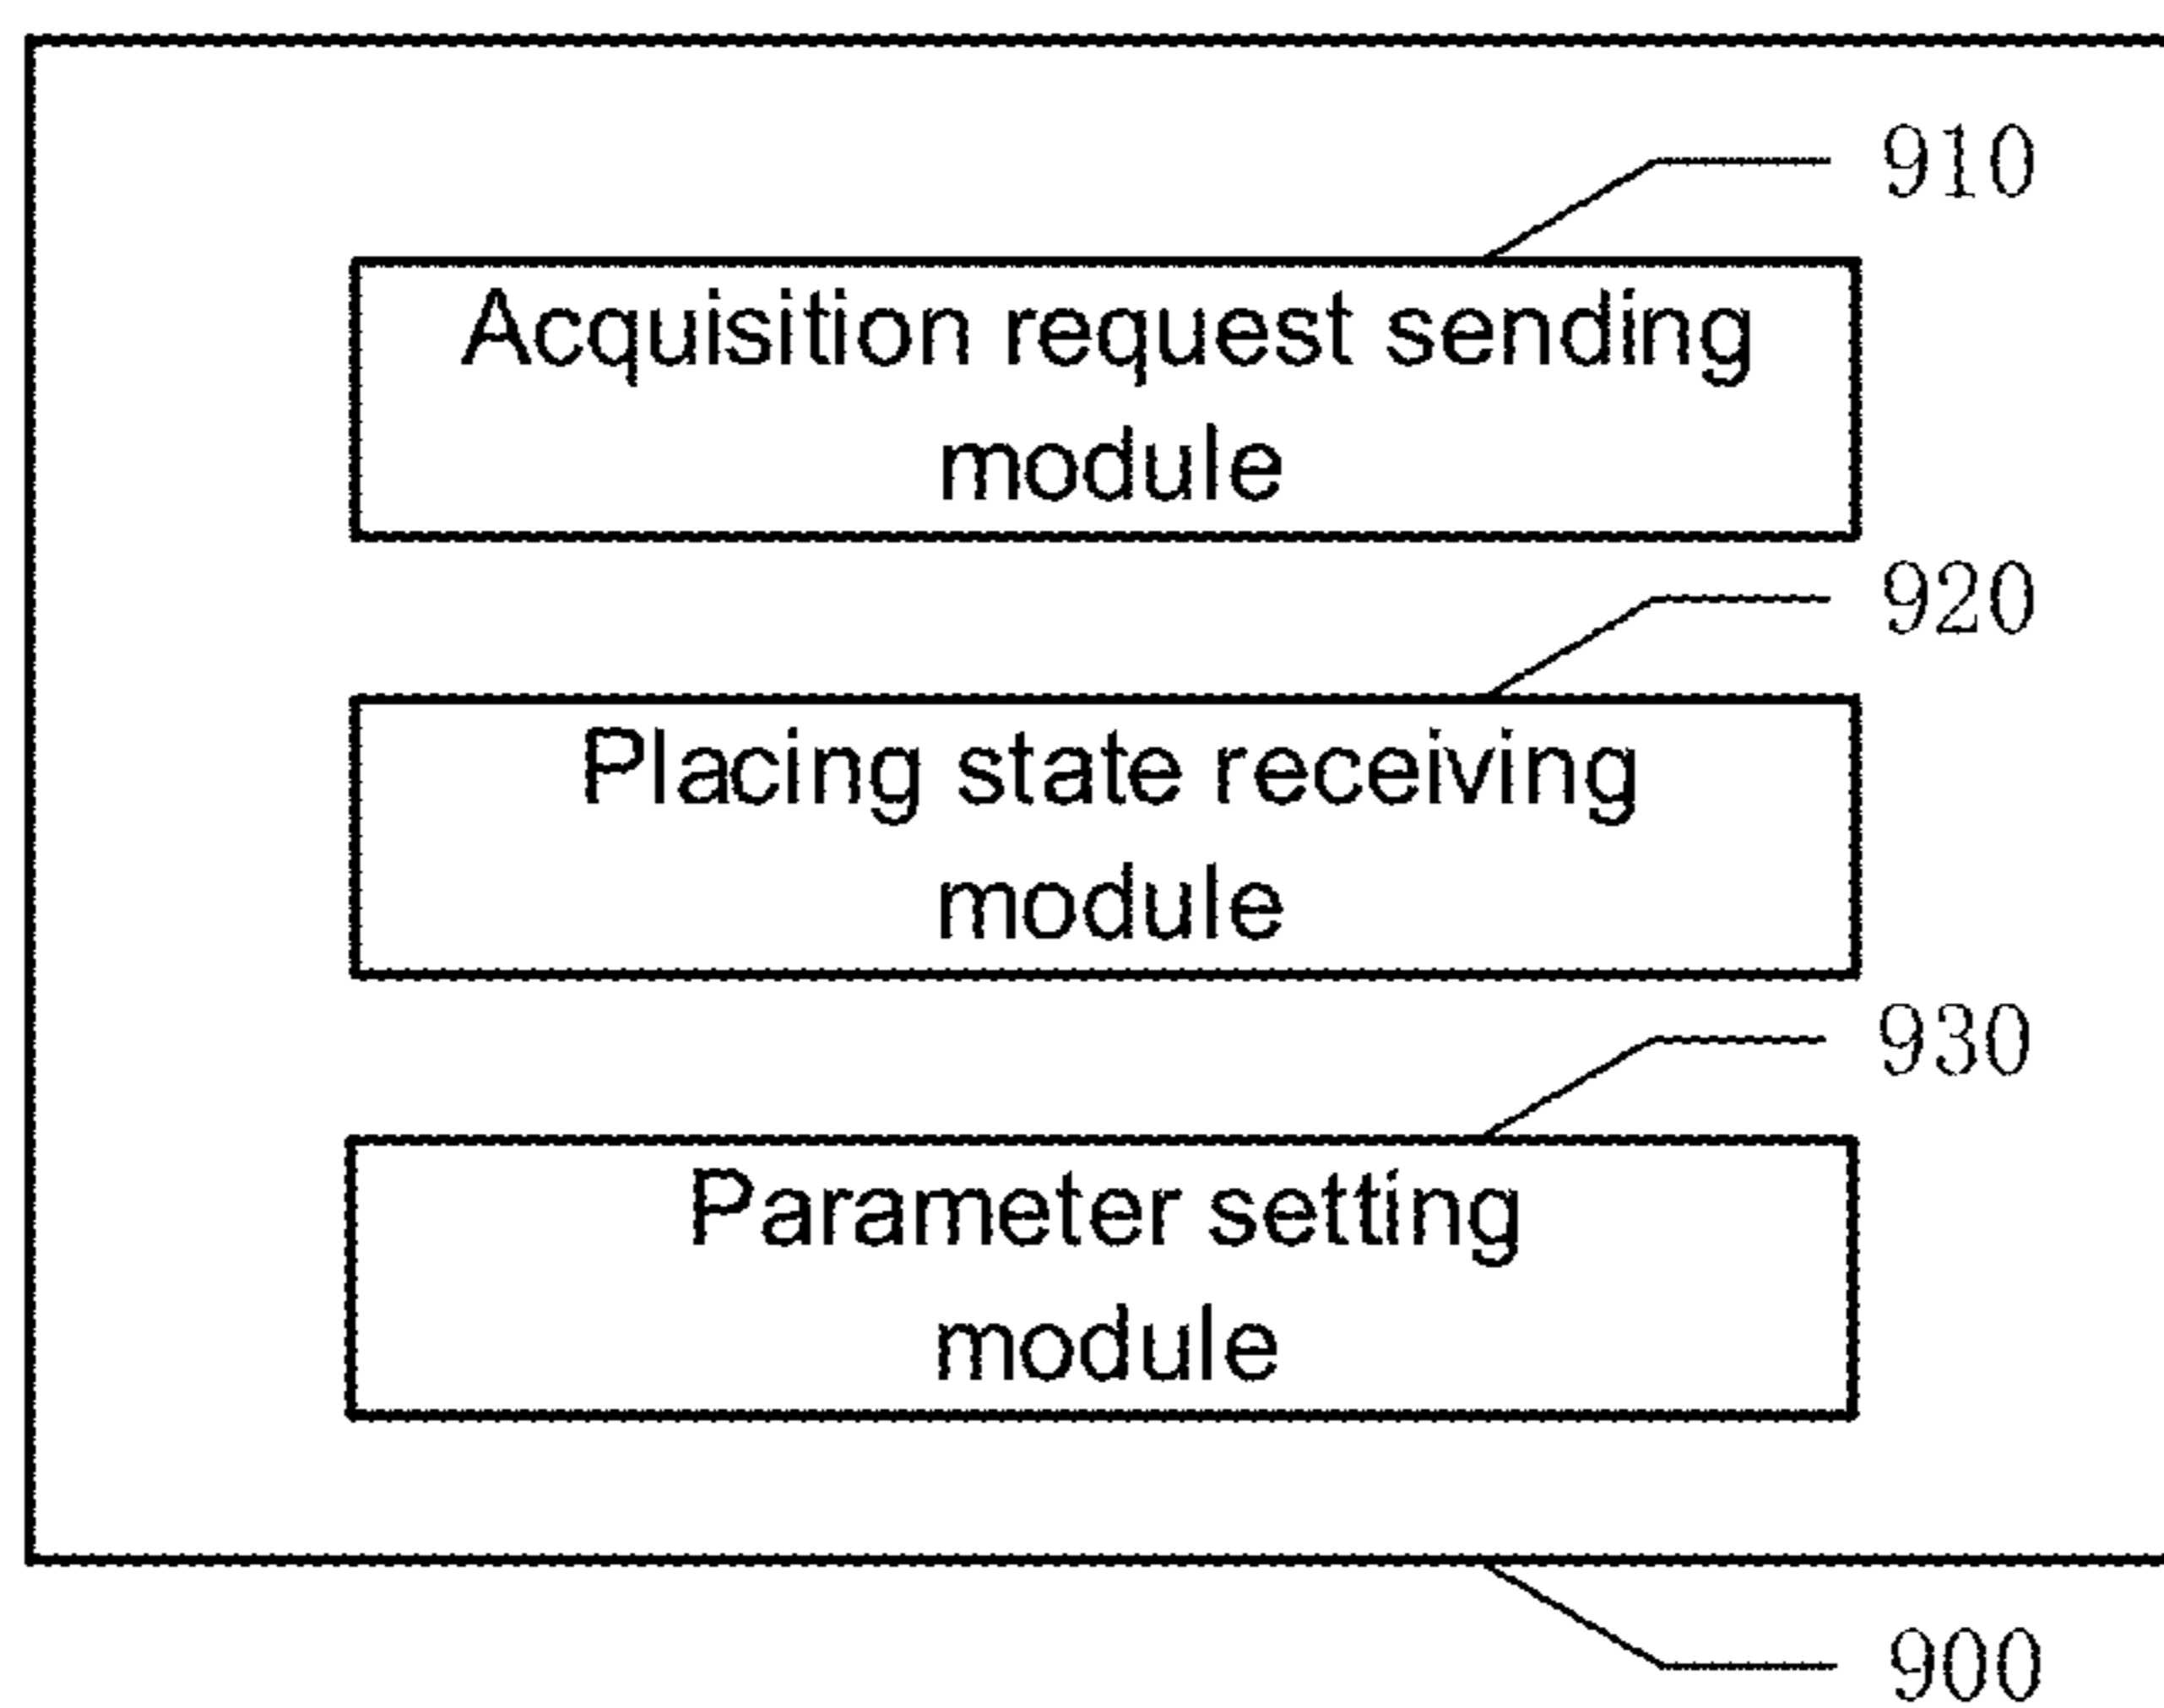 910
Acquisition request sending
module
920
Placing state receiving
module
930
Parameter setting
module
900